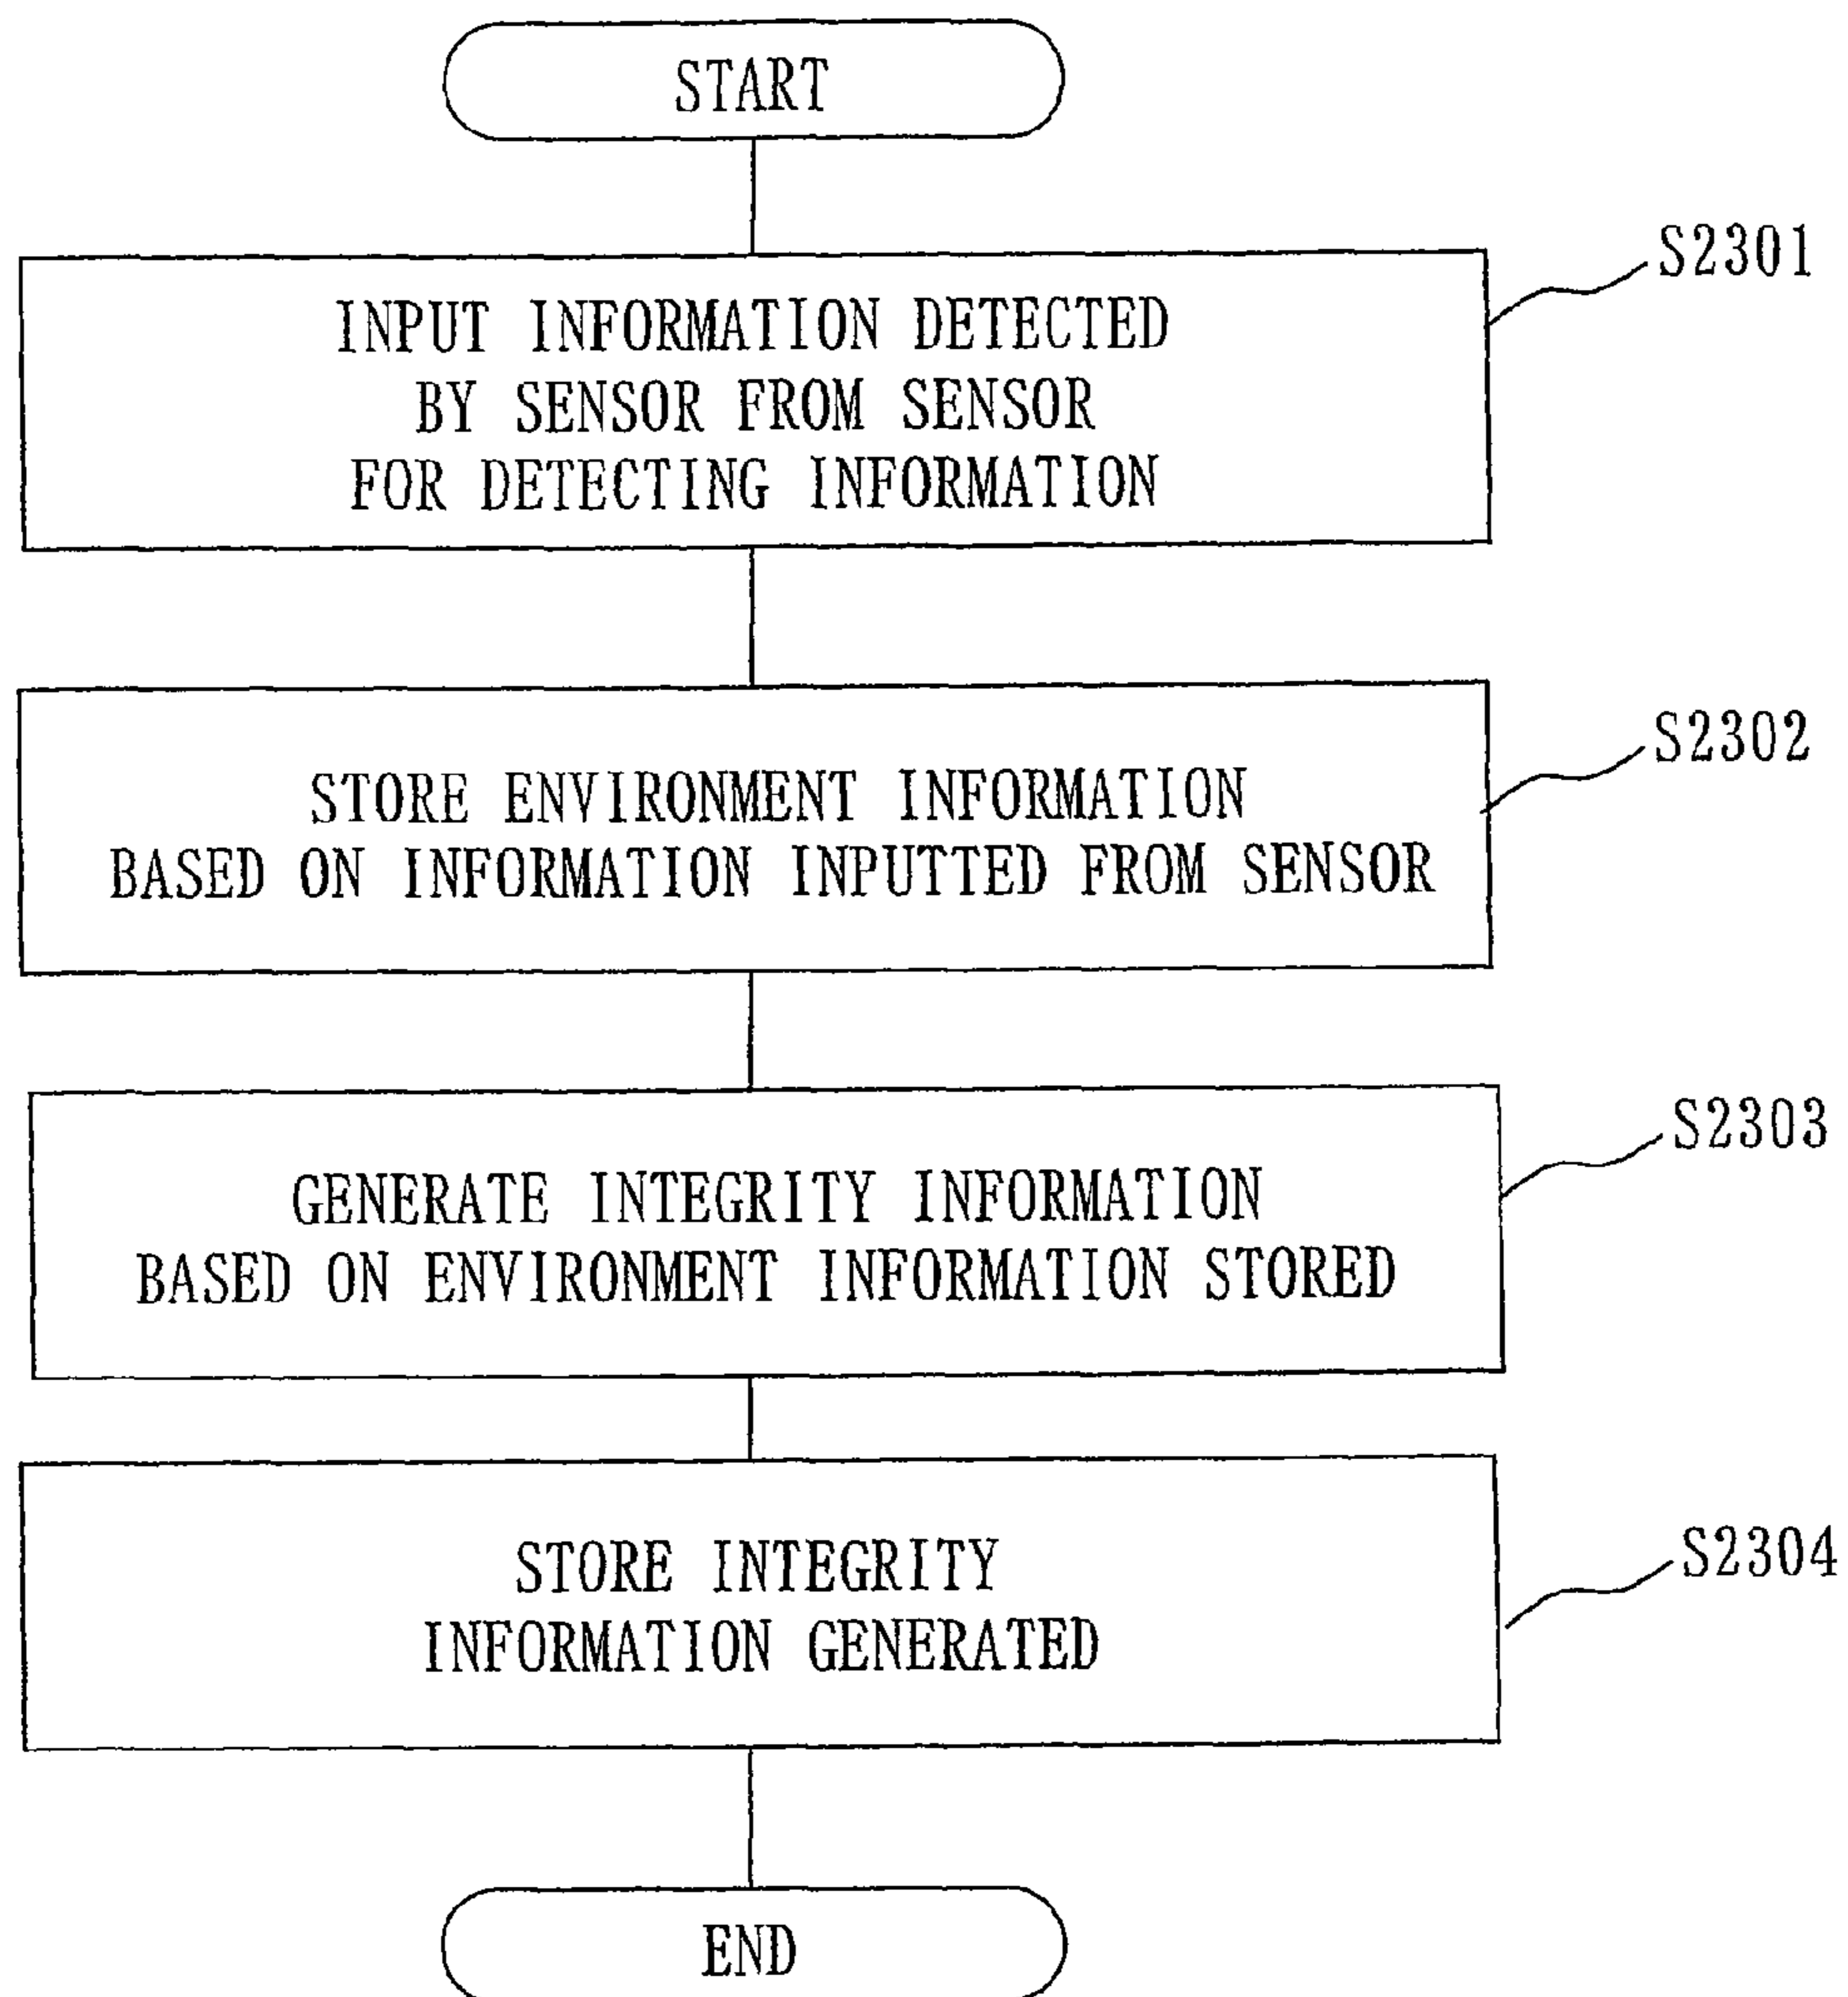 START
S2301
INPUT INFORMATION DETECTED
BY SENSOR FROM SENSOR
FOR DETECTING INFORMATION
S2302
STORE ENVIRONMENT INFORMATION
BASED ON INFORMATION INPUTTED FROM SENSOR
S2303
GENERATE INTEGRITY INFORMATION
BASED ON ENVIRONMENT INFORMATION STORED
S2304
STORE INTEGRITY
INFORMATION GENERATED
END